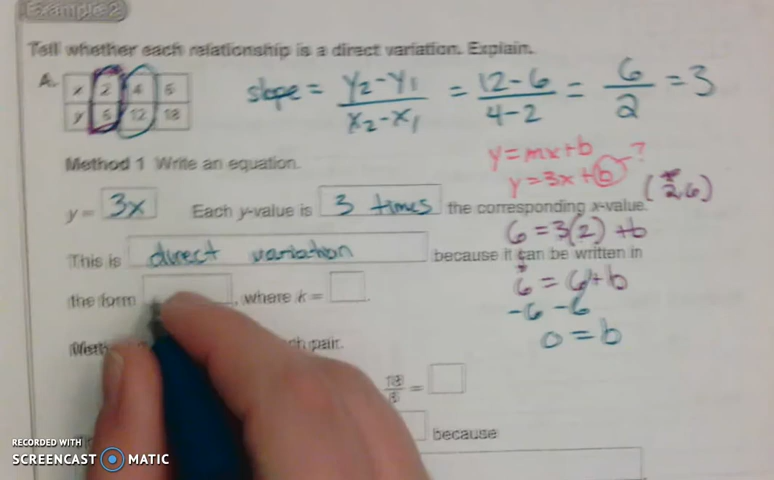 Example 2
Tell whether each relationship is a direct variation. Explain.
A. x 2 4 6
y 6 12 18
slope = y₂ - y₁ / x₂ - x₁ = 12 - 6 / 4 - 2 = 6 / 2 = 3
y = mx + b
y = 3x + b ?
(2,6)
Method 1 Write an equation.
y = 3x Each y-value is 3 times the corresponding x-value.
6 = 3(2) + b
This is direct variation because it can be written in
6 = 6 + b
the form , where k = .
-6 -6
0 = b
pair.
18/6 =
because
RECORDED WITH
SCREENCAST MATIC